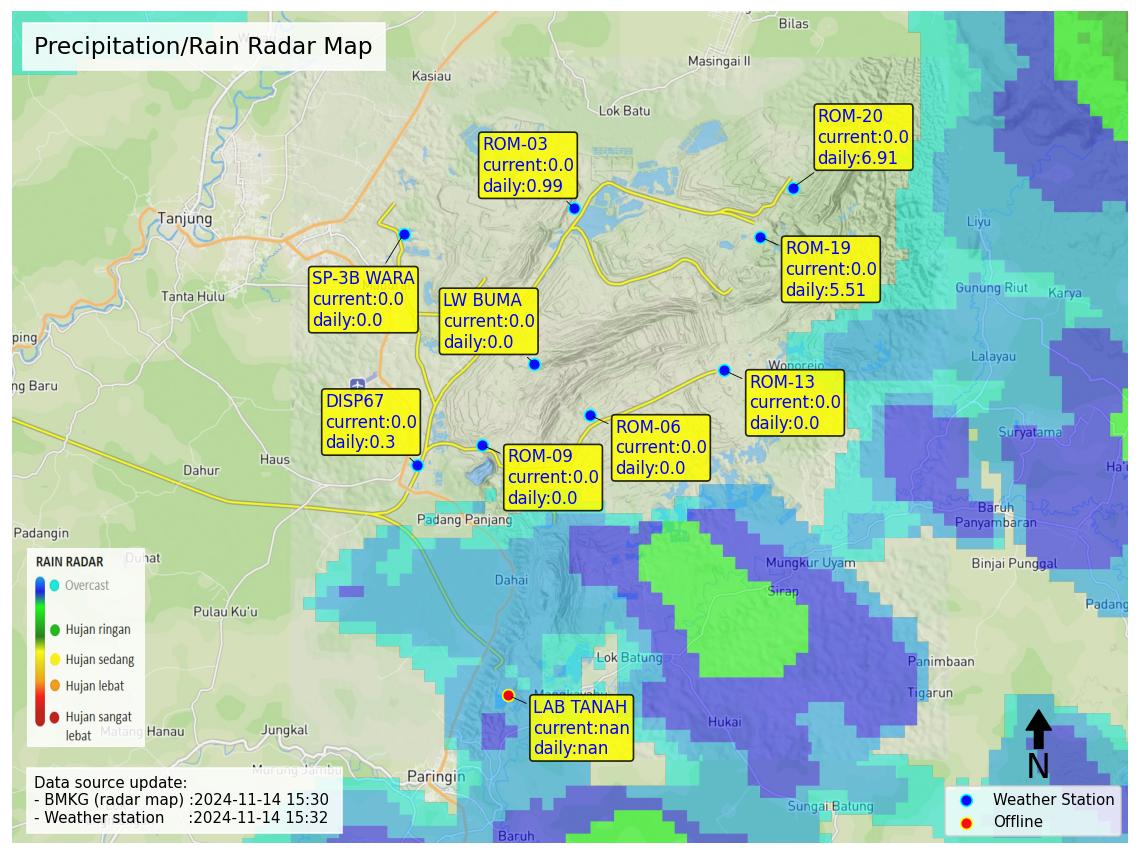 Precipitation/Rain Radar Map
Bilas
Masingai II
Kasiau
Lok Batu
ROM-20
current:0.0
daily:6.91
ROM-03
current:0.0
daily:0.99
Tanjung
Liyu
ROM-19
current:0.0
daily:5.51
SP-3B WARA
current:0.0
daily:0.0
Tanta Hulu
LW BUMA
current:0.0
daily:0.0
Gunung Riut
Karya
ping
Lalayau
Wonorejo
ng Baru
ROM-13
current:0.0
daily:0.0
DISP67
current:0.0
daily:0.3
ROM-06
current:0.0
daily:0.0
Suryatama
ROM-09
current:0.0
daily:0.0
Haus
Dahur
Ha'u
Baruh
Panyambaran
Padang Panjang
Padangin
Mungkur Uyam
Binjai Punggal
RAIN RADAR
Overcast
Hujan ringan
Hujan sedang
Hujan lebat
Hujan sangat
lebat
Dahai
Sirap
Padang
Pulau Ku'u
Lok Batung
Panimbaan
Tigarun
LAB TANAH
current:nan
daily:nan
Hukai
Jungkal
Matang Hanau
Murung Jambu
Paringin
N
Data source update:
- BMKG (radar map) :2024-11-14 15:30
- Weather station :2024-11-14 15:32
Sungai Batung
Weather Station
Offline
Baruh